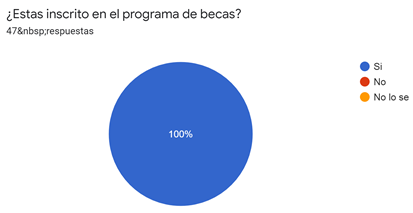 ¿Estas inscrito en el programa de becas?
47&nbsp;respuestas
Si
No
No lo se
100%